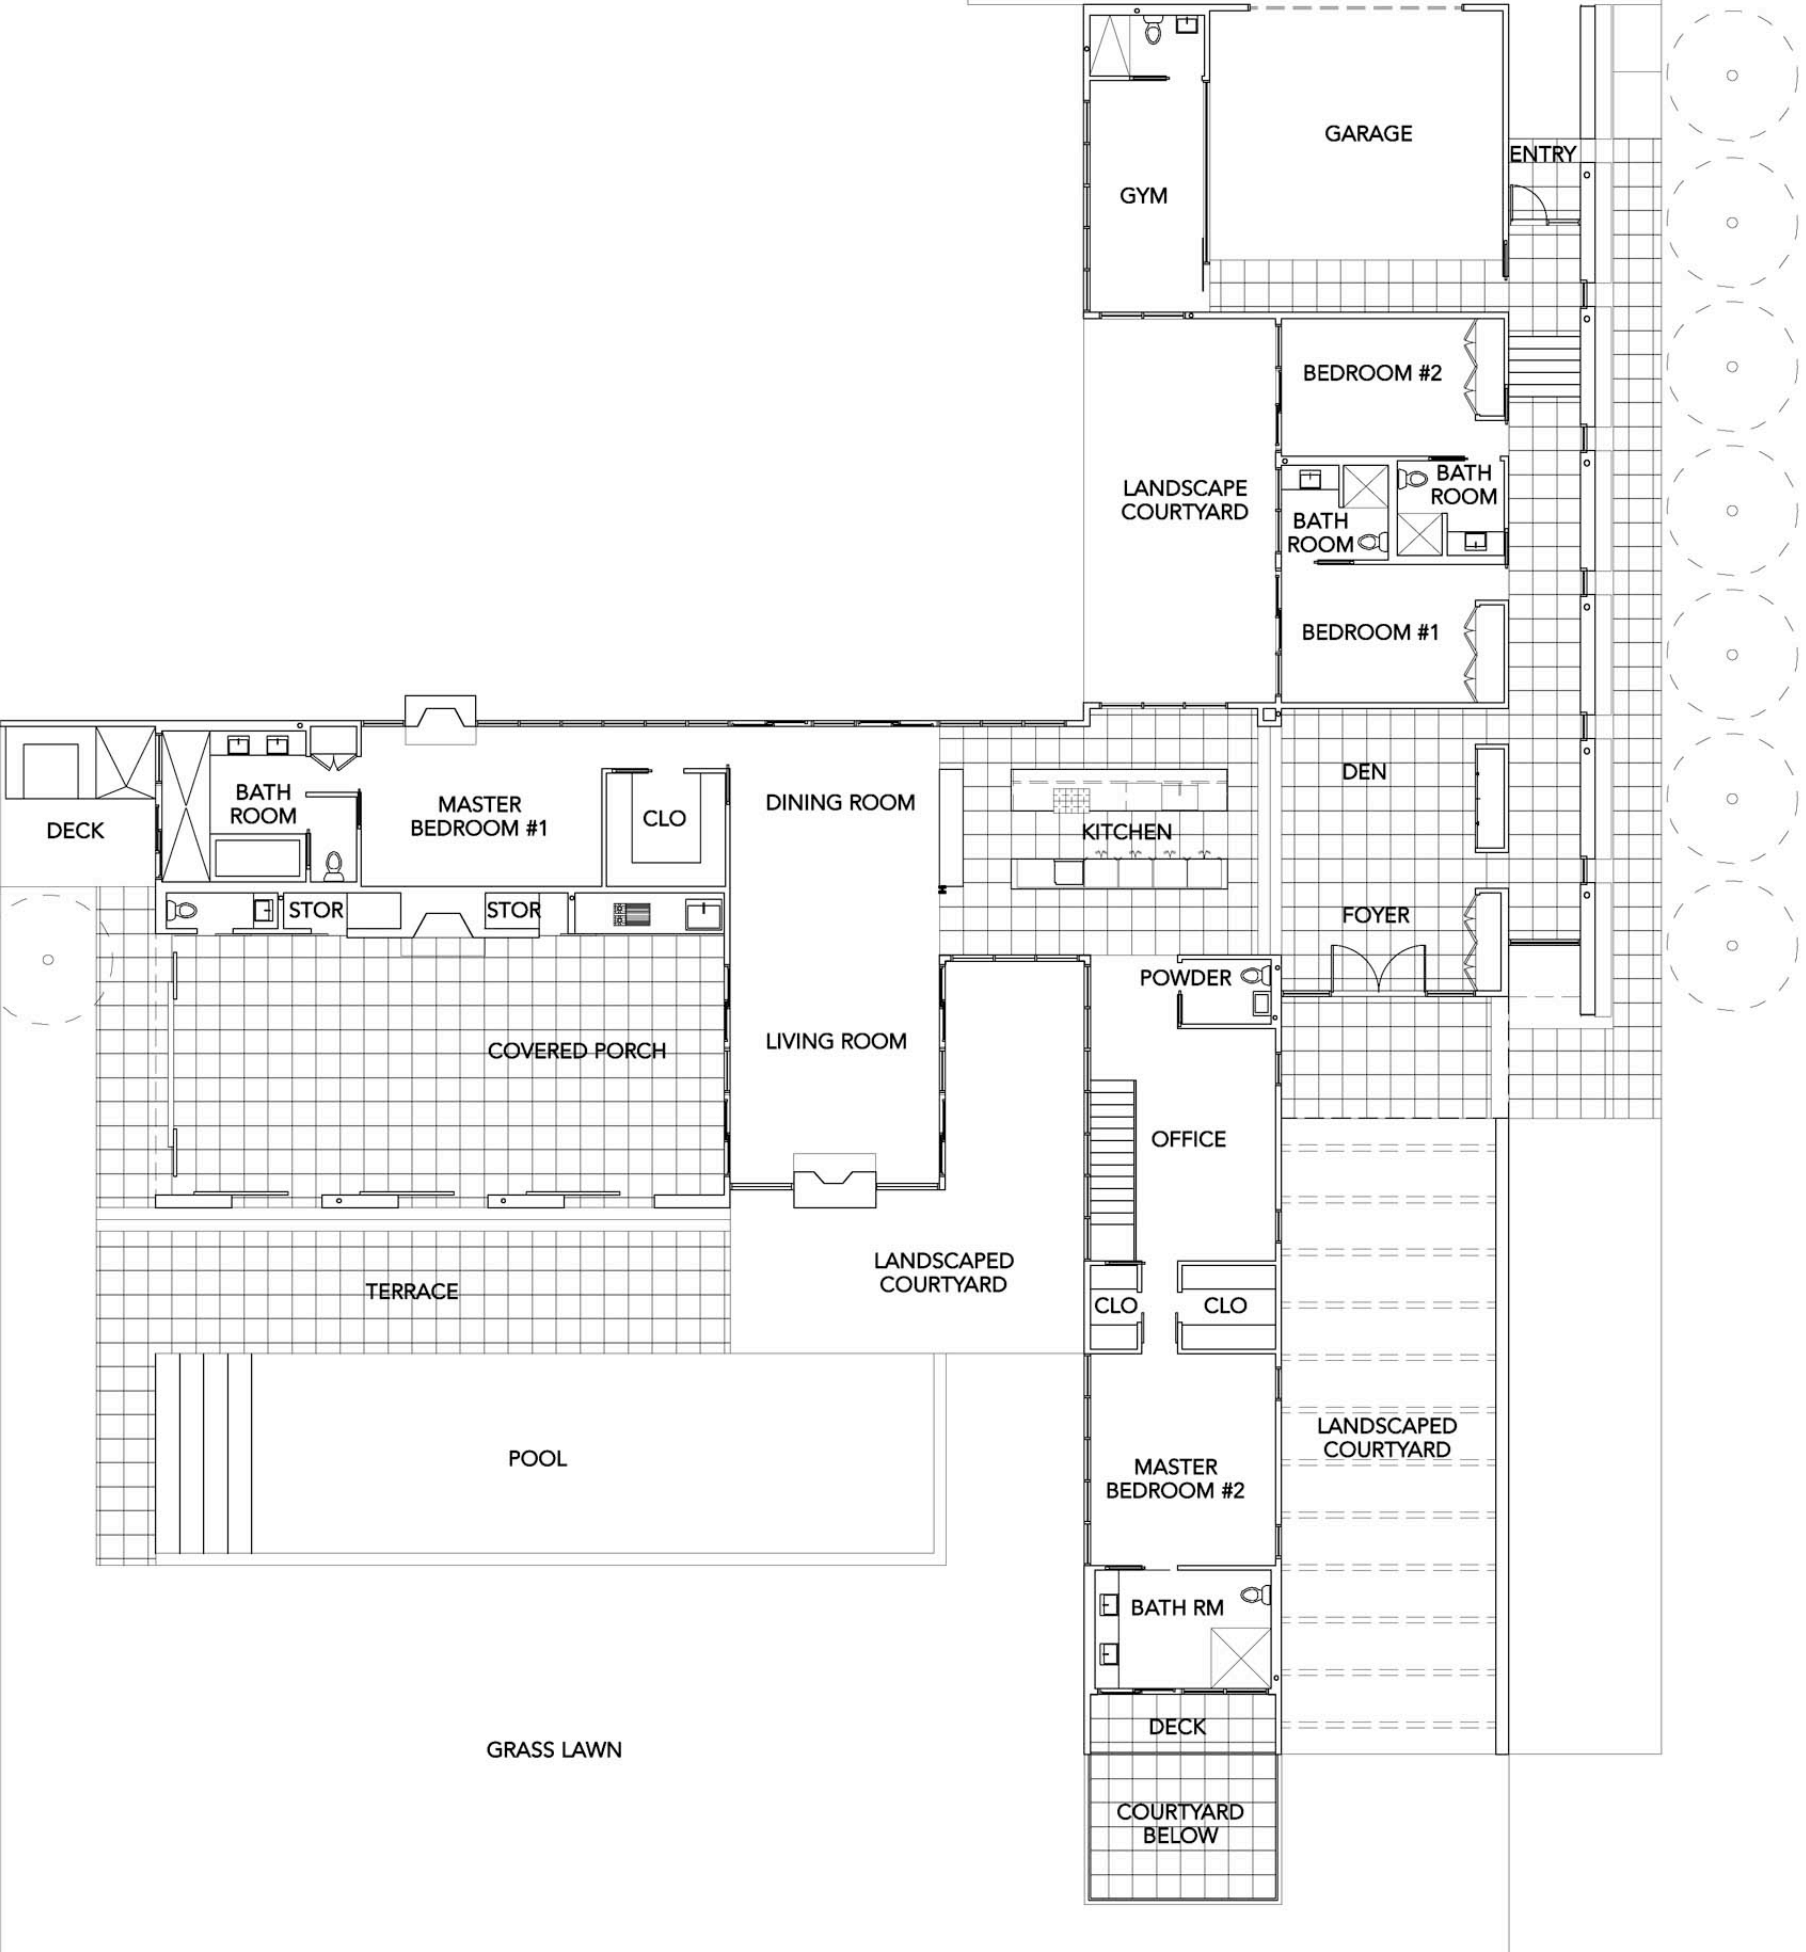 GARAGE
ENTRY
GYM
BEDROOM #2
LANDSCAPE
COURTYARD
BATH
ROOM
BATH
ROOM
BEDROOM #1
DECK
BATH
ROOM
MASTER
BEDROOM #1
CLO
DINING ROOM
KITCHEN
DEN
STOR
STOR
FOYER
POWDER
COVERED PORCH
LIVING ROOM
OFFICE
TERRACE
LANDSCAPED
COURTYARD
CLO
CLO
POOL
MASTER
BEDROOM #2
LANDSCAPED
COURTYARD
BATH RM
DECK
GRASS LAWN
COURTYARD
BELOW